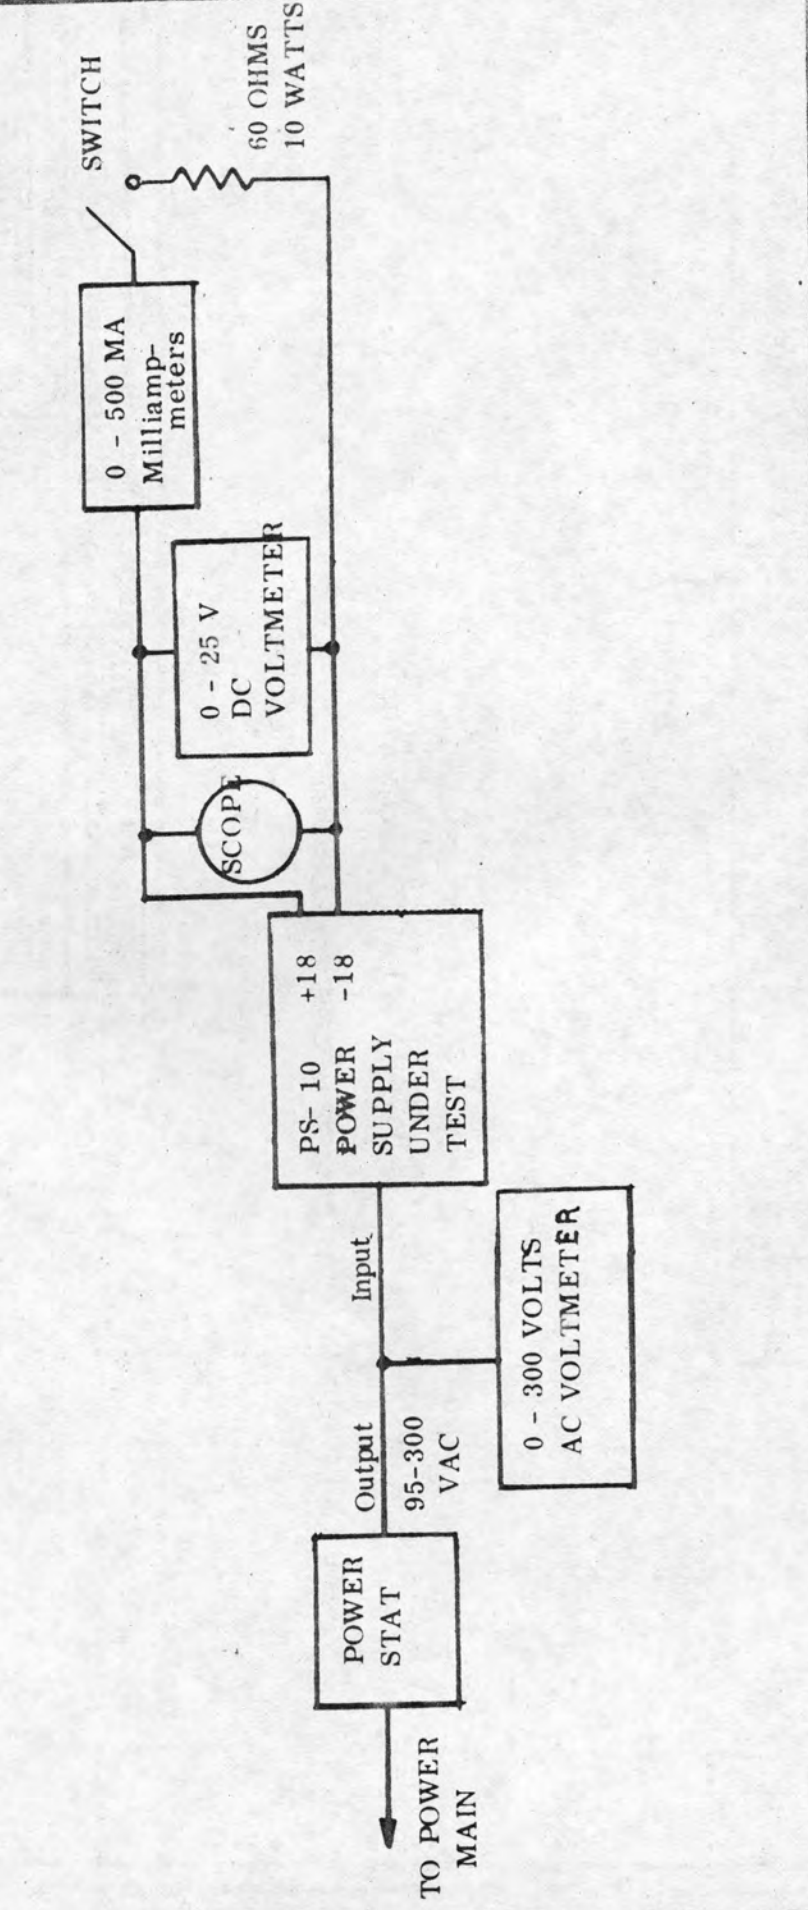 TO POWER
MAIN
POWER
STAT
Output
95-300
VAC
Input
0 - 300 VOLTS
AC VOLTMETER
PS-10 +18
POWER -18
SUPPLY
UNDER
TEST
SCOPE
0 - 25 V
DC
VOLTMETER
0 - 500 MA
Milliamp-
meters
SWITCH
60 OHMS
10 WATTS